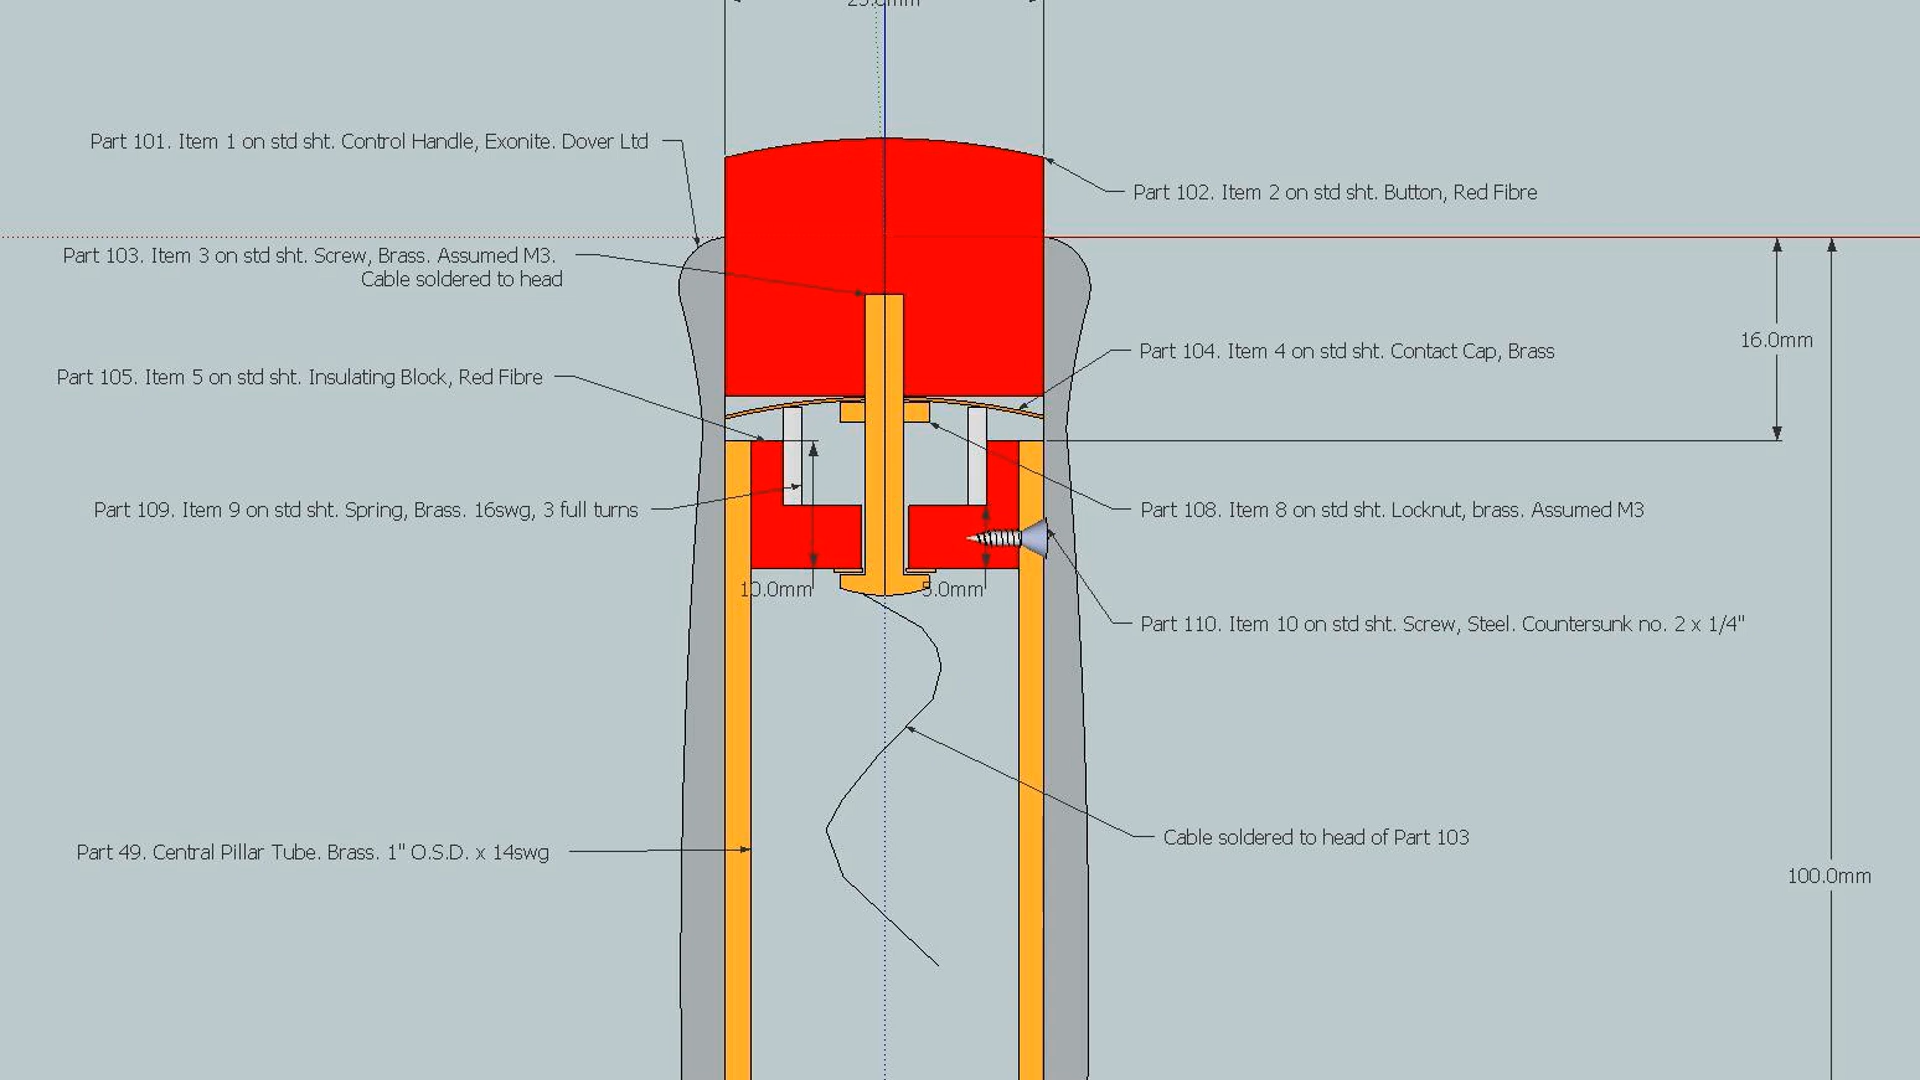 Part 101. Item 1 on std sht. Control Handle, Exonite. Dover Ltd
Part 102. Item 2 on std sht. Button, Red Fibre
Part 103. Item 3 on std sht. Screw, Brass. Assumed M3.
Cable soldered to head
16.0mm
Part 104. Item 4 on std sht. Contact Cap, Brass
Part 105. Item 5 on std sht. Insulating Block, Red Fibre
Part 109. Item 9 on std sht. Spring, Brass. 16swg, 3 full turns
Part 108. Item 8 on std sht. Locknut, brass. Assumed M3
10.0mm
5.0mm
Part 110. Item 10 on std sht. Screw, Steel. Countersunk no. 2 x 1/4"
Cable soldered to head of Part 103
Part 49. Central Pillar Tube. Brass. 1" O.S.D. x 14swg
100.0mm